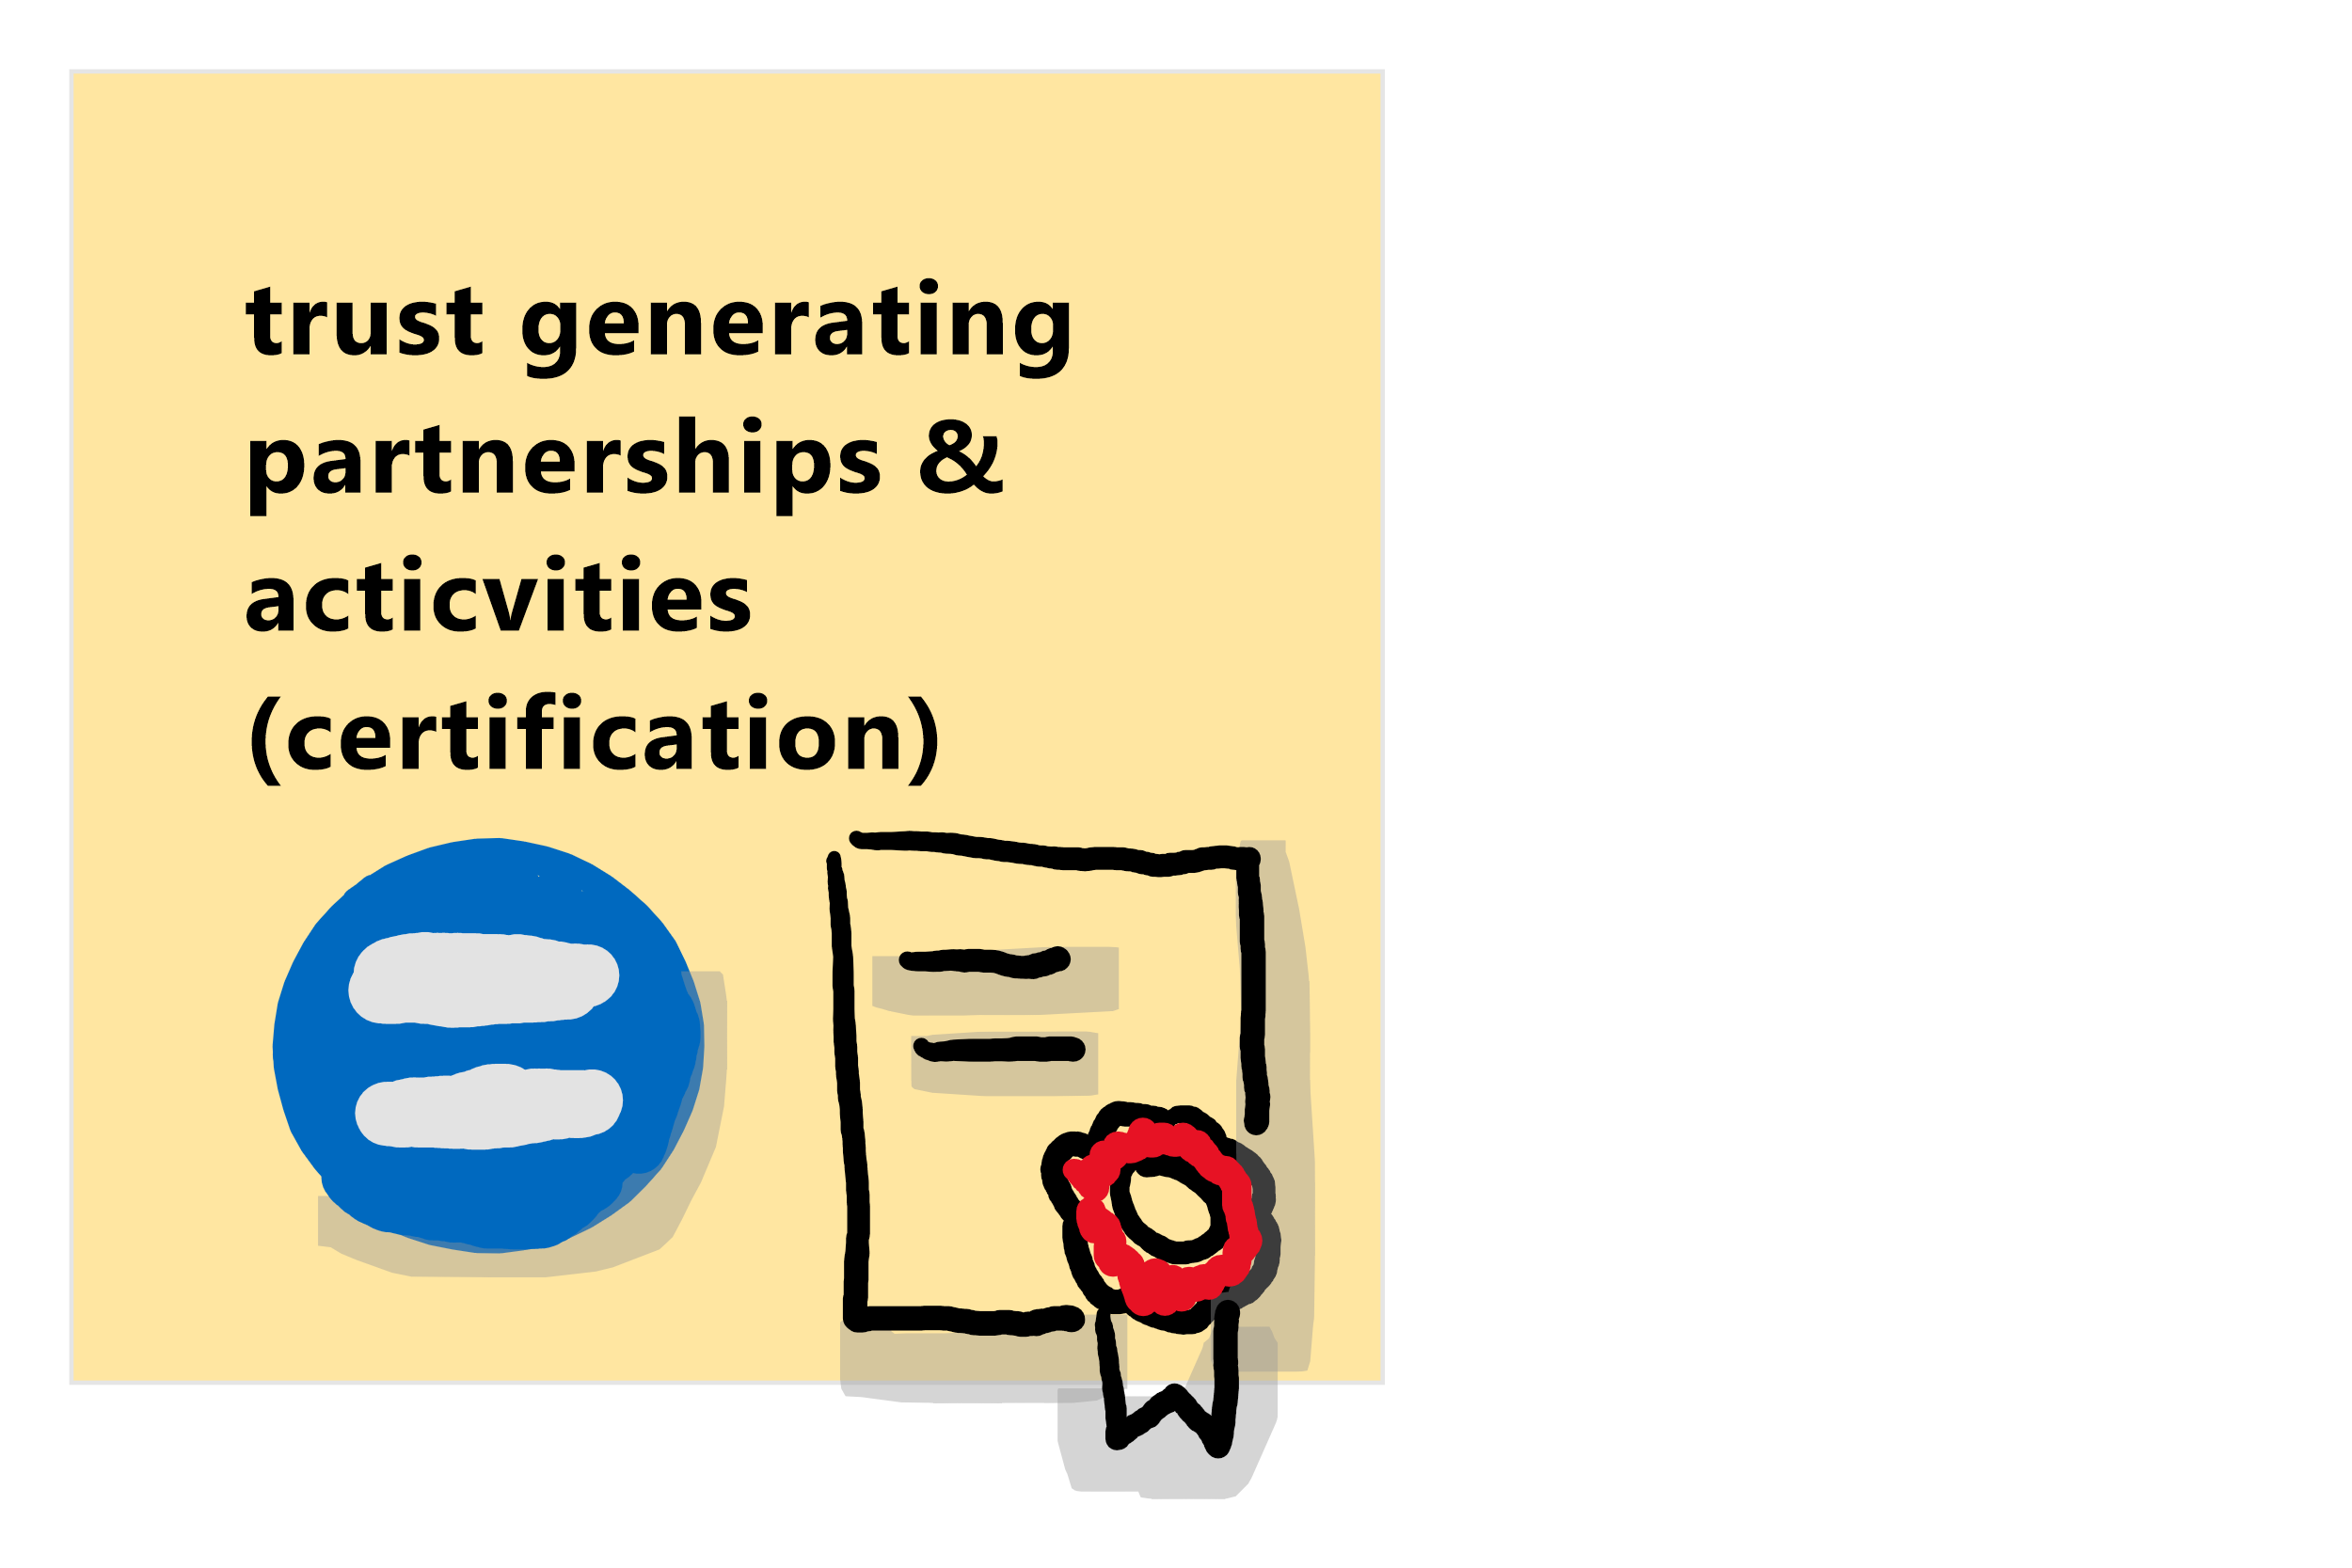 trust generating
partnerships &
acticvities
(certification)